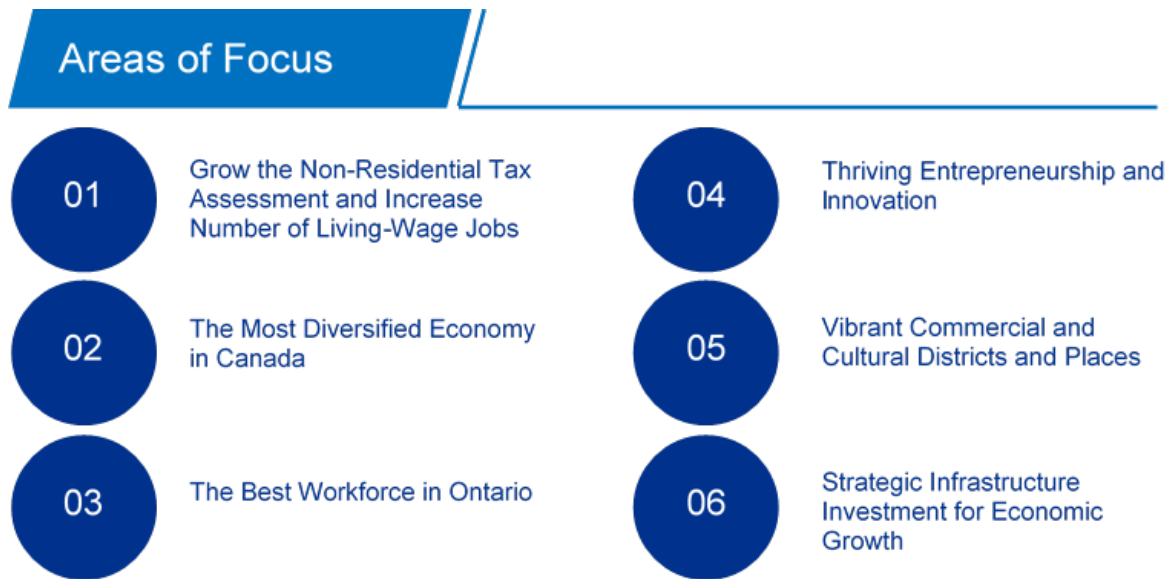 Areas of Focus
01
Grow the Non-Residential Tax
Assessment and Increase
Number of Living-Wage Jobs
02
The Most Diversified Economy
in Canada
03
The Best Workforce in Ontario
04
Thriving Entrepreneurship and
Innovation
05
Vibrant Commercial and
Cultural Districts and Places
06
Strategic Infrastructure
Investment for Economic
Growth